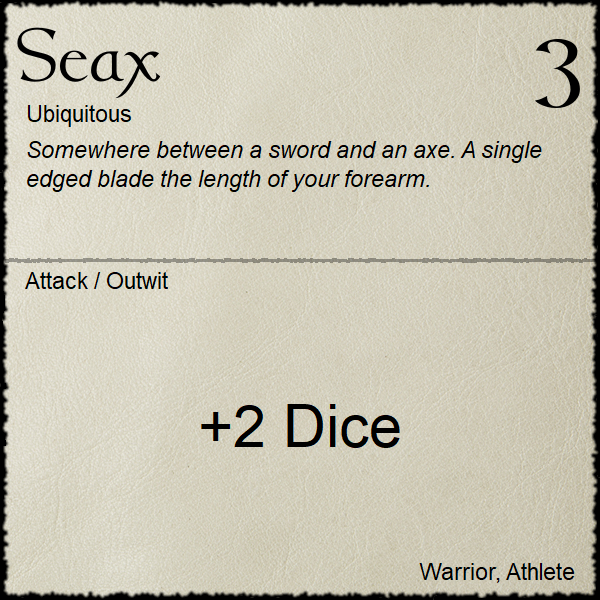 Seax
3
Ubiquitous
Somewhere between a sword and an axe. A single
edged blade the length of your forearm.
Attack / Outwit
+2 Dice
Warrior, Athlete